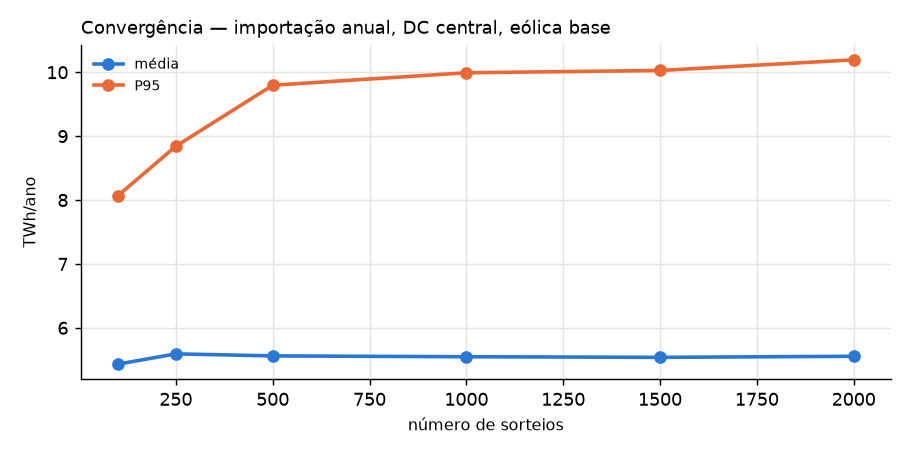 Convergência — importação anual, DC central, eólica base
média
P95
10
9
8
7
6
TWh/ano
250 500 750 1000 1250 1500 1750 2000
número de sorteios